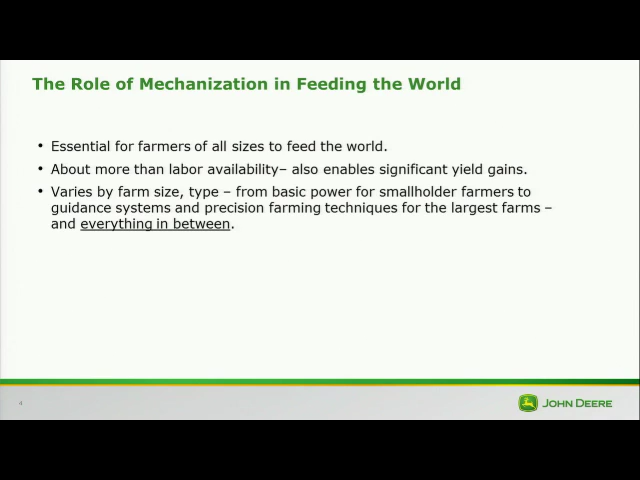 The Role of Mechanization in Feeding the World
• Essential for farmers of all sizes to feed the world.
• About more than labor availability– also enables significant yield gains.
• Varies by farm size, type – from basic power for smallholder farmers to
guidance systems and precision farming techniques for the largest farms –
and everything in between.
4
JOHN DEERE